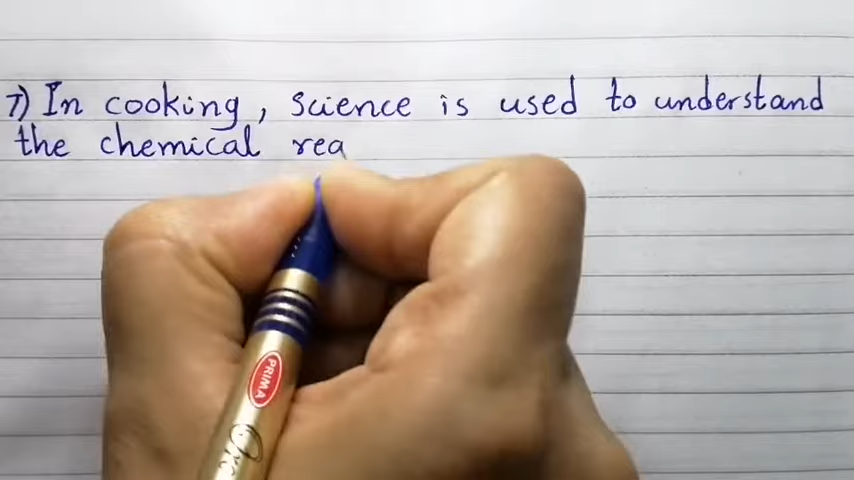 7) In cooking, Science is used to understand
the chemical rea
PRIMA